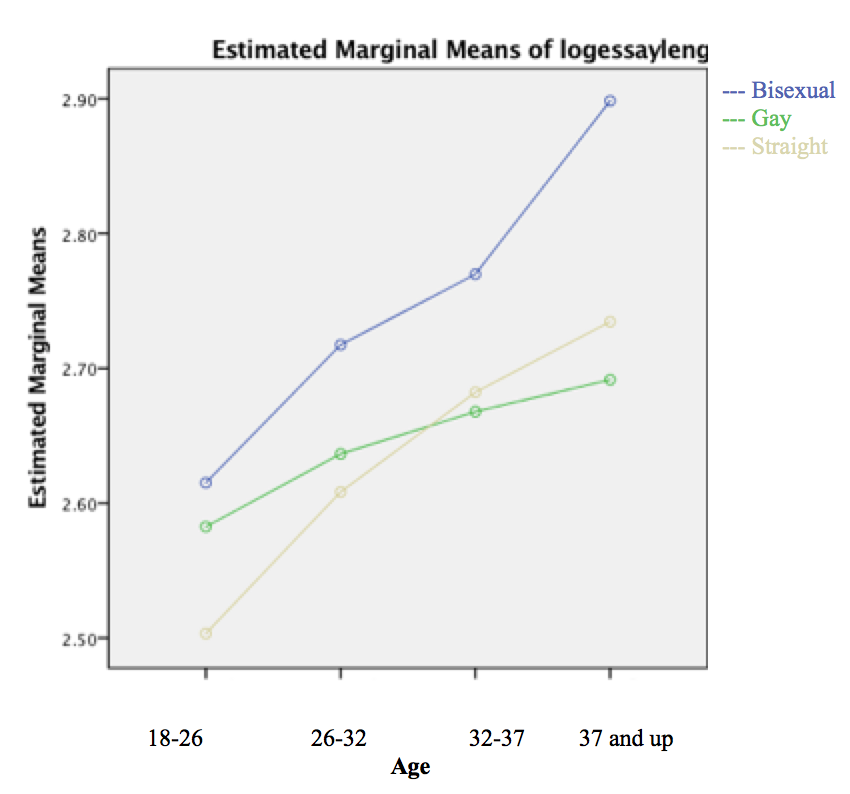 Estimated Marginal Means of logessayleng
--- Bisexual
--- Gay
--- Straight
Estimated Marginal Means
2.90
2.80
2.70
2.60
2.50
18-26 26-32 32-37 37 and up
Age